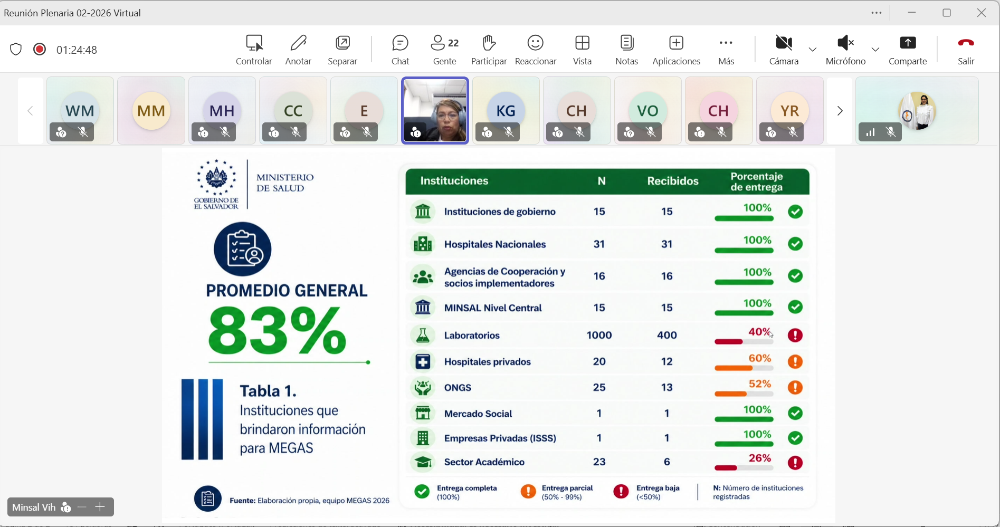 Reunión Plenaria 02-2026 Virtual
01:24:48
Controlar
Anotar
Separar
Chat
22
Gente
Participar
Reaccionar
Vista
Notas
Aplicaciones
Más
Cámara
Micrófono
Comparte
Salir
WM
MM
MH
CC
E
KG
CH
VO
CH
YR
GOBIERNO DE
EL SALVADOR
MINISTERIO
DE SALUD
PROMEDIO GENERAL
83%
Tabla 1.
Instituciones que
brindaron información
para MEGAS
Fuente: Elaboración propia, equipo MEGAS 2026
Instituciones N Recibidos Porcentaje
de entrega
Instituciones de gobierno 15 15 100%
Hospitales Nacionales 31 31 100%
Agencias de Cooperación y
socios implementadores 16 16 100%
MINSAL Nivel Central 15 15 100%
Laboratorios 1000 400 40%
Hospitales privados 20 12 60%
ONGS 25 13 52%
Mercado Social 1 1 100%
Empresas Privadas (ISSS) 1 1 100%
Sector Académico 23 6 26%
Entrega completa
(100%)
Entrega parcial
(50% - 99%)
Entrega baja
(<50%)
N: Número de instituciones
registradas
Minsal Vih